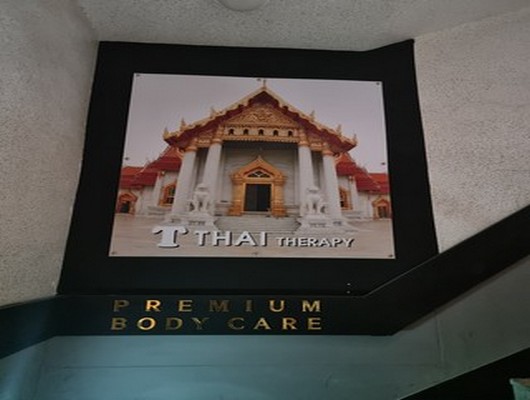 T THAI THERAPY
PREMIUM
BODY CARE